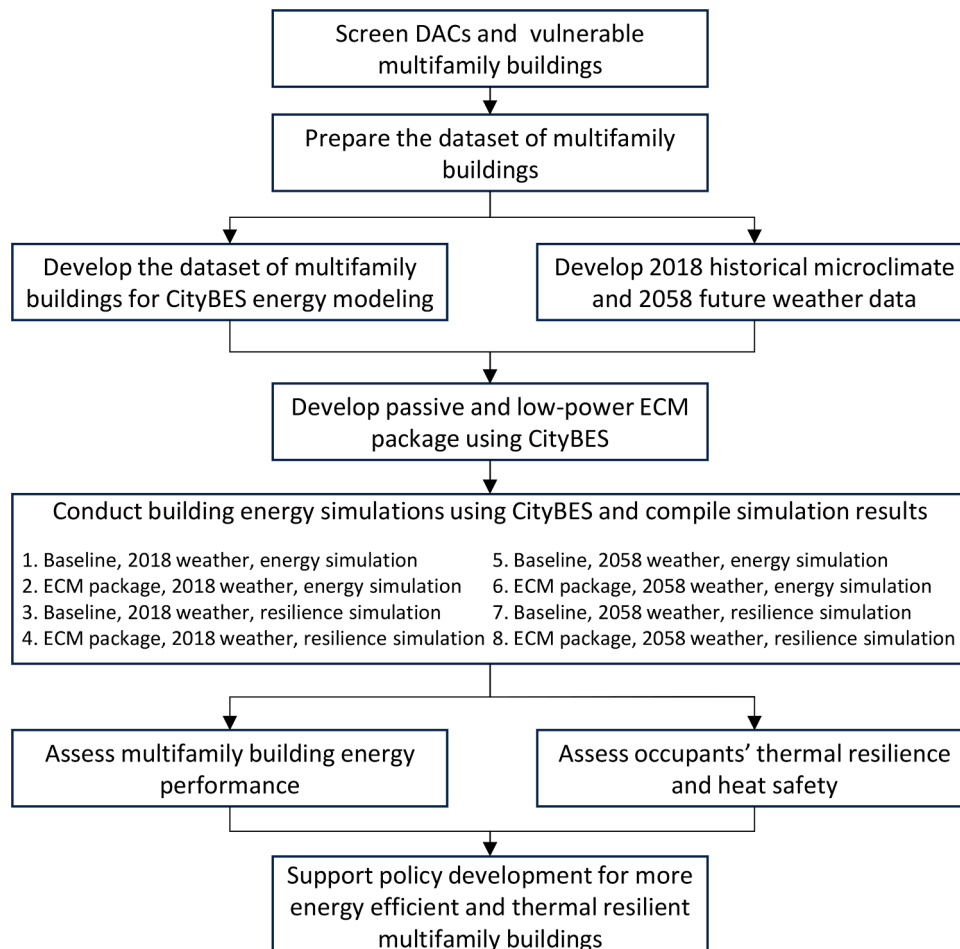 Screen DACs and vulnerable
multifamily buildings
Prepare the dataset of multifamily
buildings
Develop the dataset of multifamily
buildings for CityBES energy modeling
Develop 2018 historical microclimate
and 2058 future weather data
Develop passive and low-power ECM
package using CityBES
Conduct building energy simulations using CityBES and compile simulation results
1. Baseline, 2018 weather, energy simulation
2. ECM package, 2018 weather, energy simulation
3. Baseline, 2018 weather, resilience simulation
4. ECM package, 2018 weather, resilience simulation
5. Baseline, 2058 weather, energy simulation
6. ECM package, 2058 weather, energy simulation
7. Baseline, 2058 weather, resilience simulation
8. ECM package, 2058 weather, resilience simulation
Assess multifamily building energy
performance
Assess occupants’ thermal resilience
and heat safety
Support policy development for more
energy efficient and thermal resilient
multifamily buildings